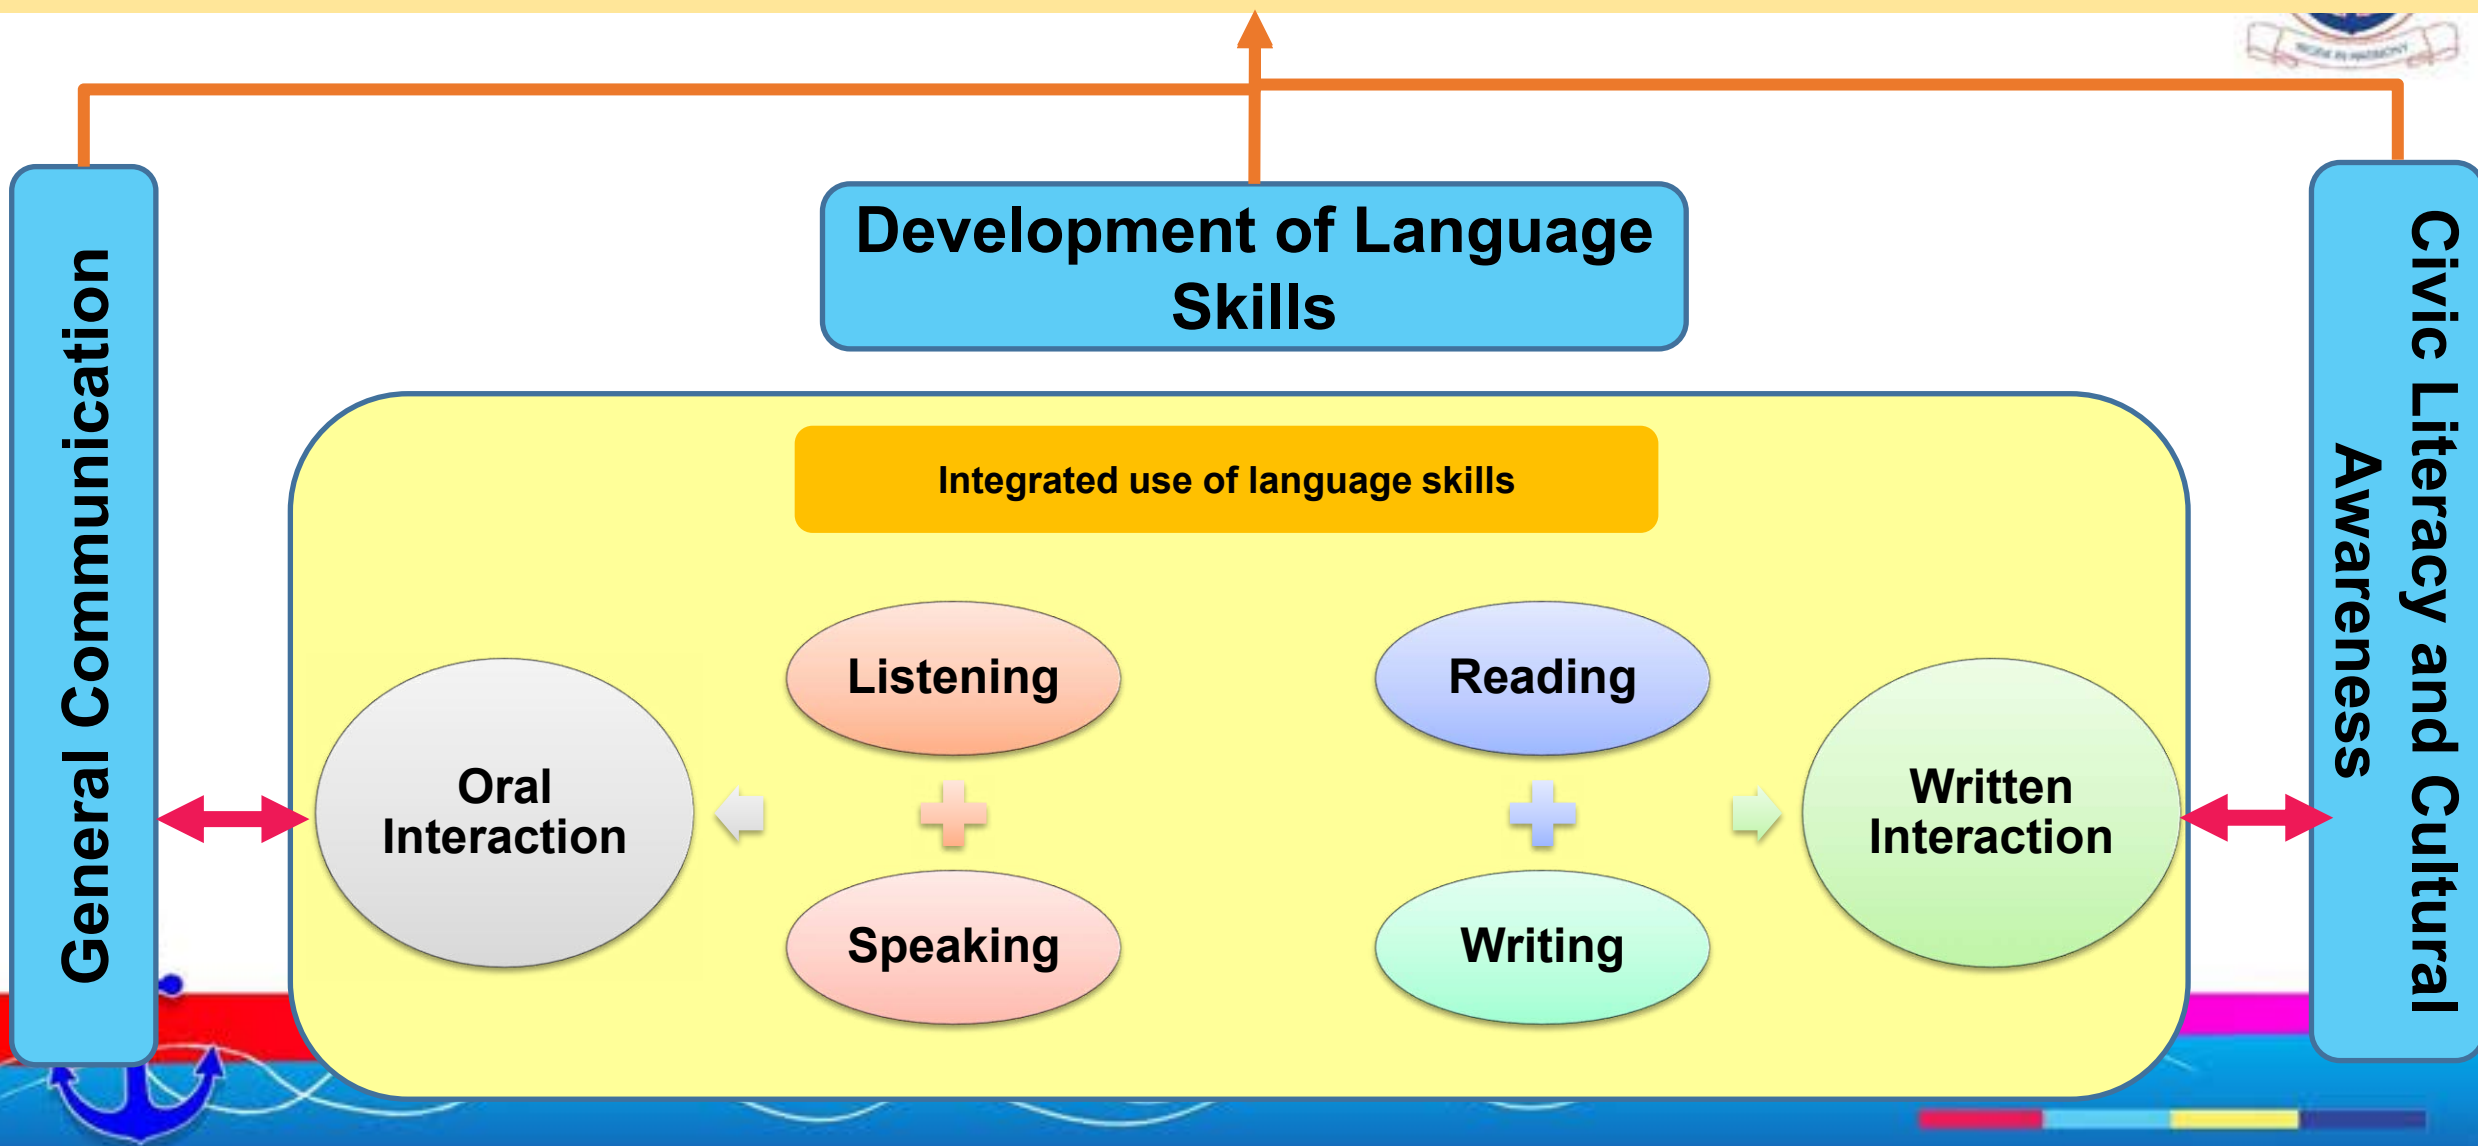 Development of Language
Skills
General Communication
Civic Literacy and Cultural
Awareness
Integrated use of language skills
Listening
Reading
Oral
Interaction
Written
Interaction
Speaking
Writing